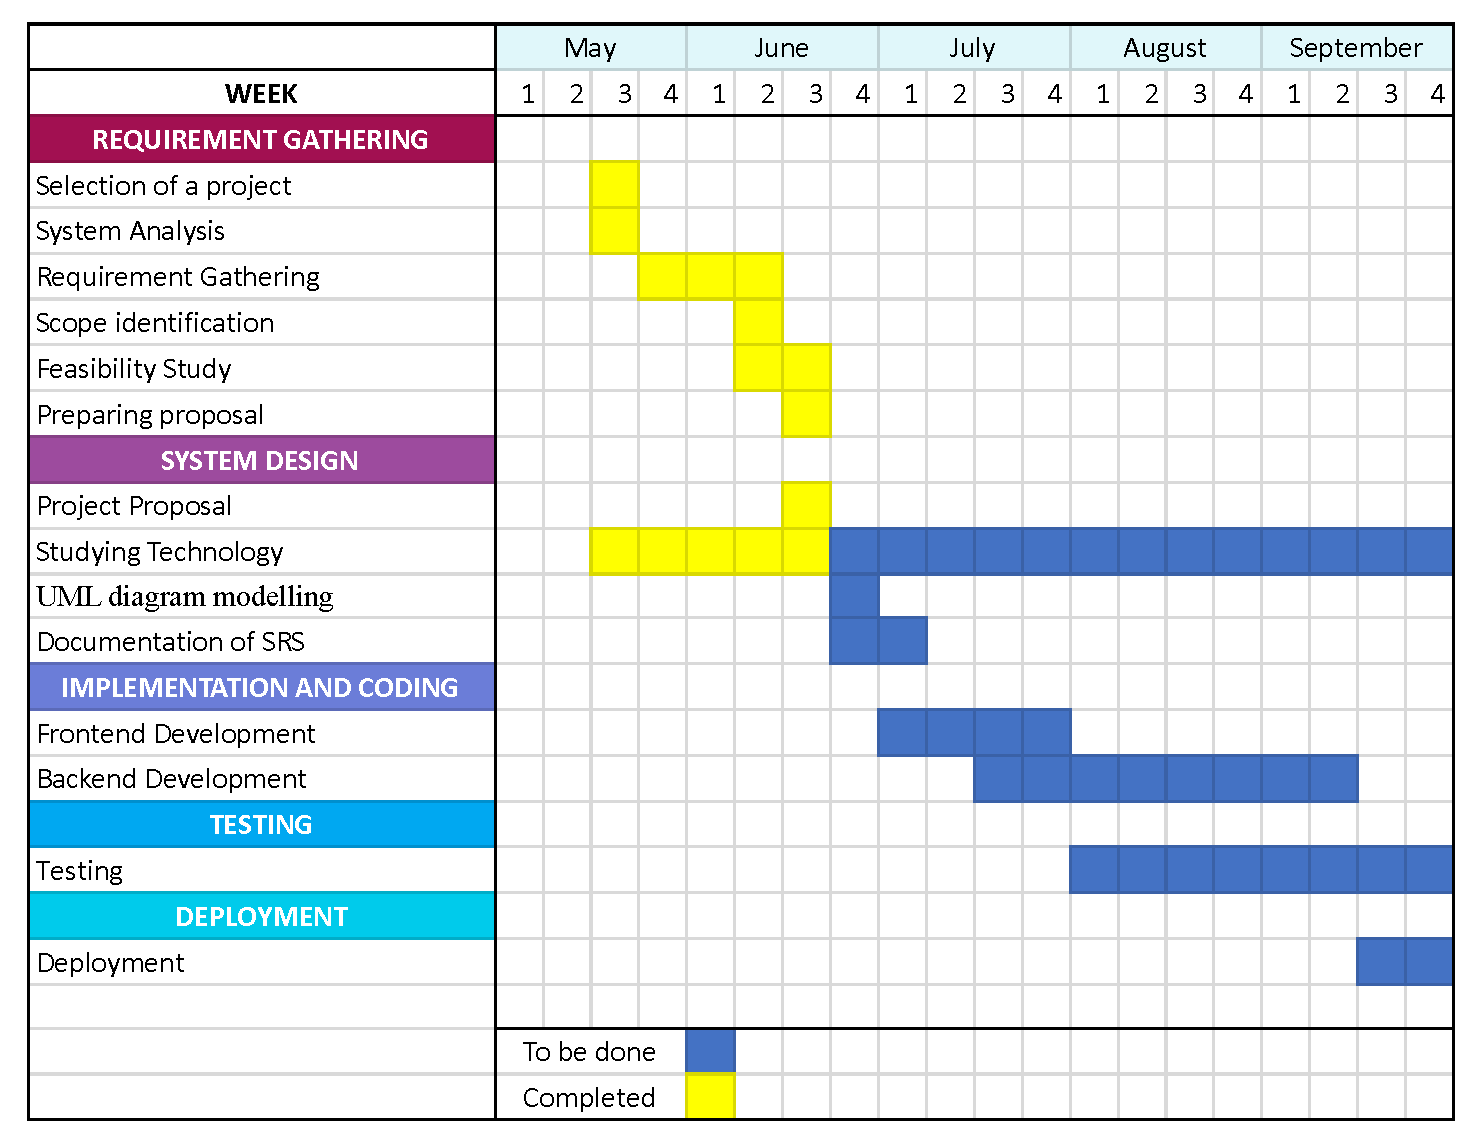 May June July August September
WEEK 1 2 3 4 1 2 3 4 1 2 3 4 1 2 3 4 1 2 3 4
REQUIREMENT GATHERING
Selection of a project
System Analysis
Requirement Gathering
Scope identification
Feasibility Study
Preparing proposal
SYSTEM DESIGN
Project Proposal
Studying Technology
UML diagram modelling
Documentation of SRS
IMPLEMENTATION AND CODING
Frontend Development
Backend Development
TESTING
Testing
DEPLOYMENT
Deployment
To be done
Completed